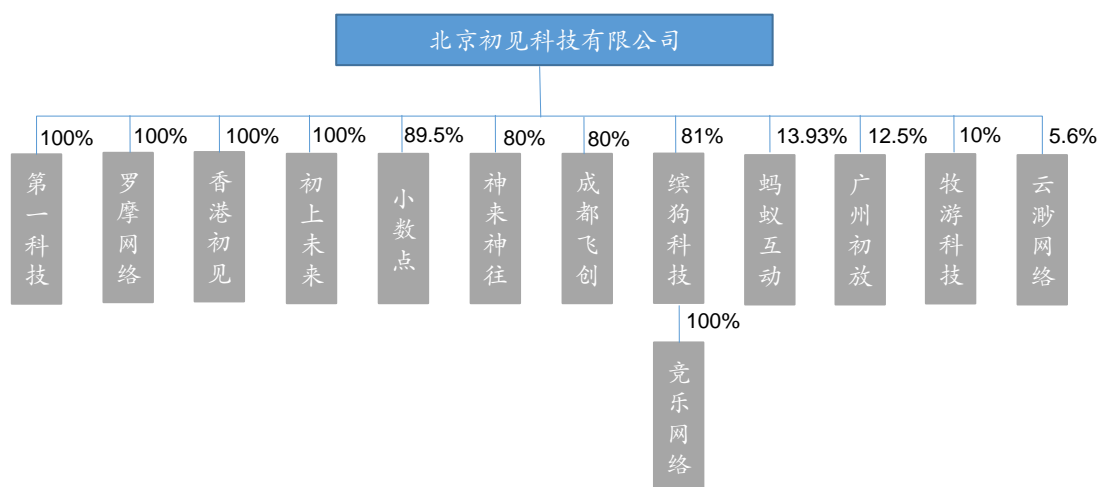 北京初见科技有限公司
100%
100%
100%
100%
89.5%
80%
80%
81%
13.93%
12.5%
10%
5.6%
第一科技
罗摩网络
香港初见
初上未来
小数点
神来神往
成都飞创
缤狗科技
蚂蚁互动
广州初放
牧游科技
云渺网络
100%
竞乐网络